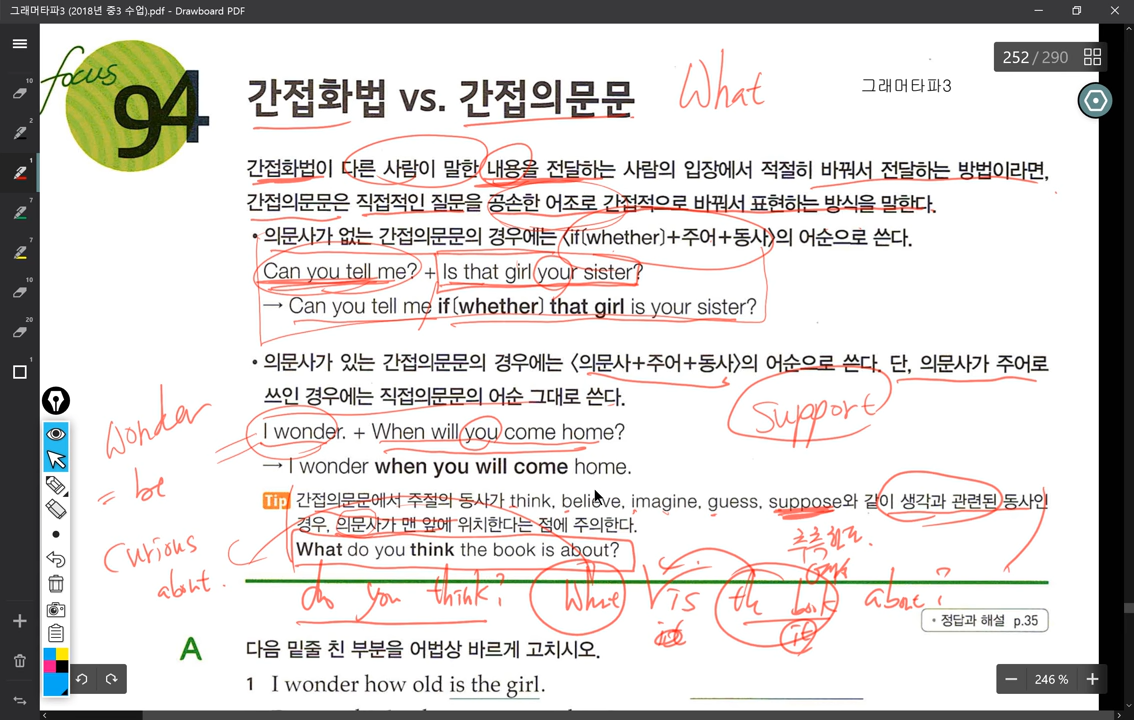 그래머타파3 (2018년 중3 수업).pdf - Drawboard PDF
252 / 290
focus
94
간접화법 vs. 간접의문문
What
그래머타파3
간접화법이 다른 사람이 말한 내용을 전달하는 사람의 입장에서 적절히 바꿔서 전달하는 방법이라면,
간접의문문은 직접적인 질문을 공손한 어조로 간접적으로 바꿔서 표현하는 방식을 말한다.
• 의문사가 없는 간접의문문의 경우에는 〈if[whether]+주어+동사〉의 어순으로 쓴다.
Can you tell me? + Is that girl your sister?
→ Can you tell me if[whether] that girl is your sister?
• 의문사가 있는 간접의문문의 경우에는 〈의문사+주어+동사〉의 어순으로 쓴다. 단, 의문사가 주어로
쓰인 경우에는 직접의문문의 어순 그대로 쓴다.
support
I wonder. + When will you come home?
→ I wonder when you will come home.
wonder
= be
curious
about.
Tip 간접의문문에서 주절의 동사가 think, believe, imagine, guess, suppose와 같이 생각과 관련된 동사인
경우, 의문사가 맨 앞에 위치한다는 점에 주의한다.
What do you think the book is about?
추측한다.
do you think? What is th book about?
it
• 정답과 해설 p.35
A 다음 밑줄 친 부분을 어법상 바르게 고치시오.
1 I wonder how old is the girl.
10
2
1
7
7
10
20
1
246 %